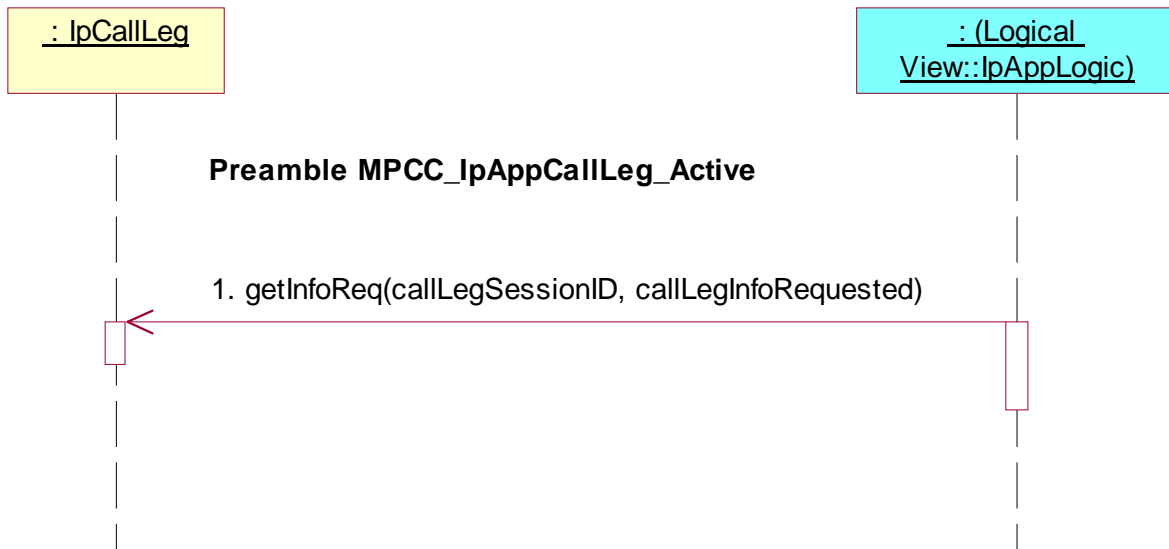 : IpCallLeg
: (Logical
View::IpAppLogic)
Preamble MPCC_IpAppCallLeg_Active
1. getInfoReq(callLegSessionID, callLegInfoRequested)